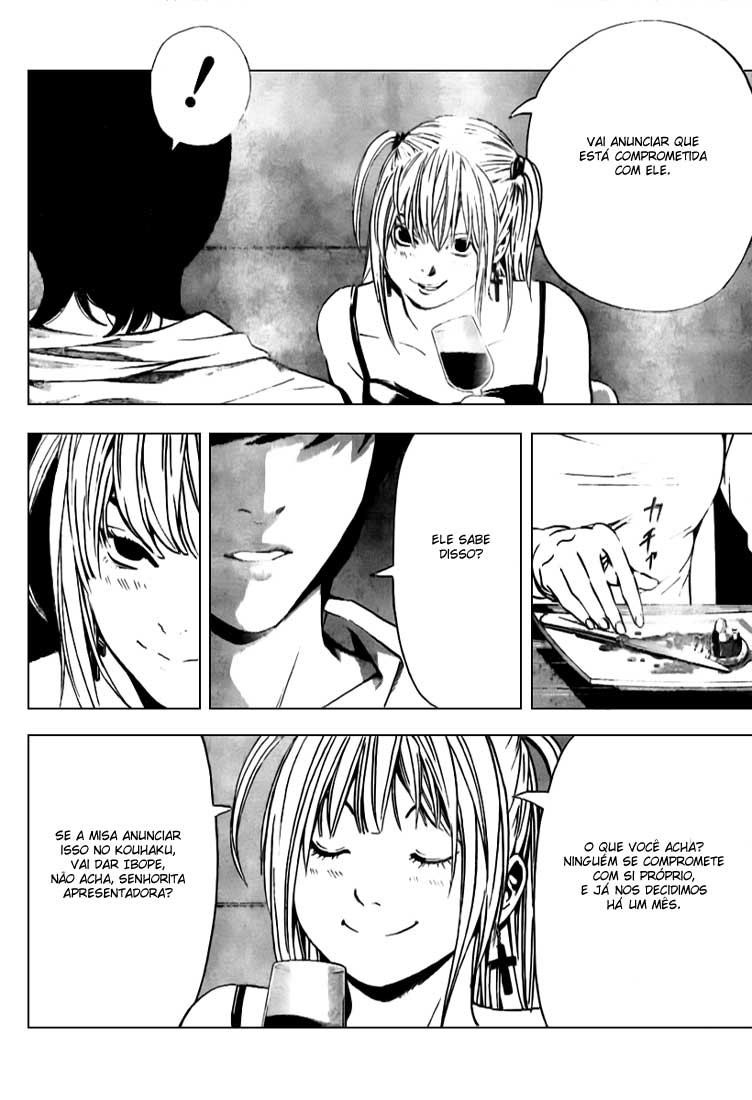 !
VAI ANUNCIAR QUE
ESTÁ COMPROMETIDA
COM ELE.
ELE SABE
DISSO?
カチャ
O QUE VOCÊ ACHA?
NINGUÉM SE COMPROMETE
COM SI PRÓPRIO,
E JÁ NOS DECIDIMOS
HÁ UM MÊS.
SE A MISA ANUNCIAR
ISSO NO KOUHAKU,
VAI DAR IBOPE,
NÃO ACHA, SENHORITA
APRESENTADORA?